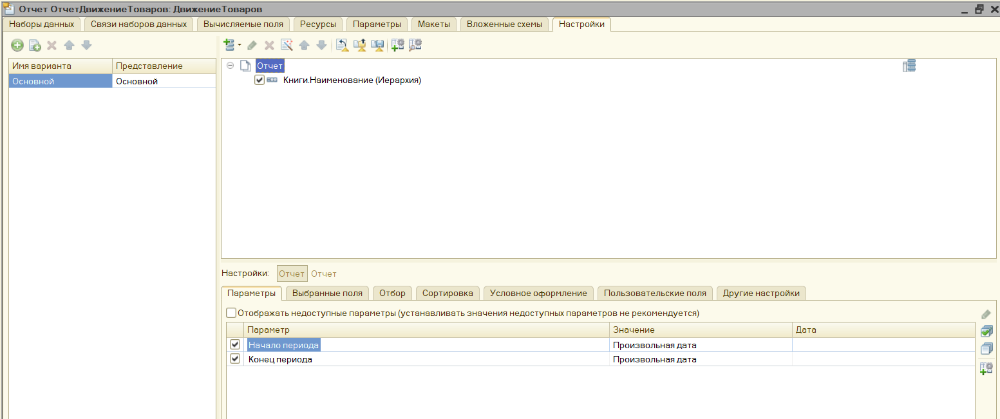 Отчет ОтчетДвижениеТоваров: ДвижениеТоваров
Наборы данных Связи наборов данных Вычисляемые поля Ресурсы Параметры Макеты Вложенные схемы Настройки
Имя варианта Представление
Основной Основной
Отчет
Книги.Наименование (Иерархия)
Настройки: Отчет Отчет
Параметры Выбранные поля Отбор Сортировка Условное оформление Пользовательские поля Другие настройки
Отображать недоступные параметры (устанавливать значения недоступных параметров не рекомендуется)
Параметр Значение Дата
Начало периода Произвольная дата
Конец периода Произвольная дата